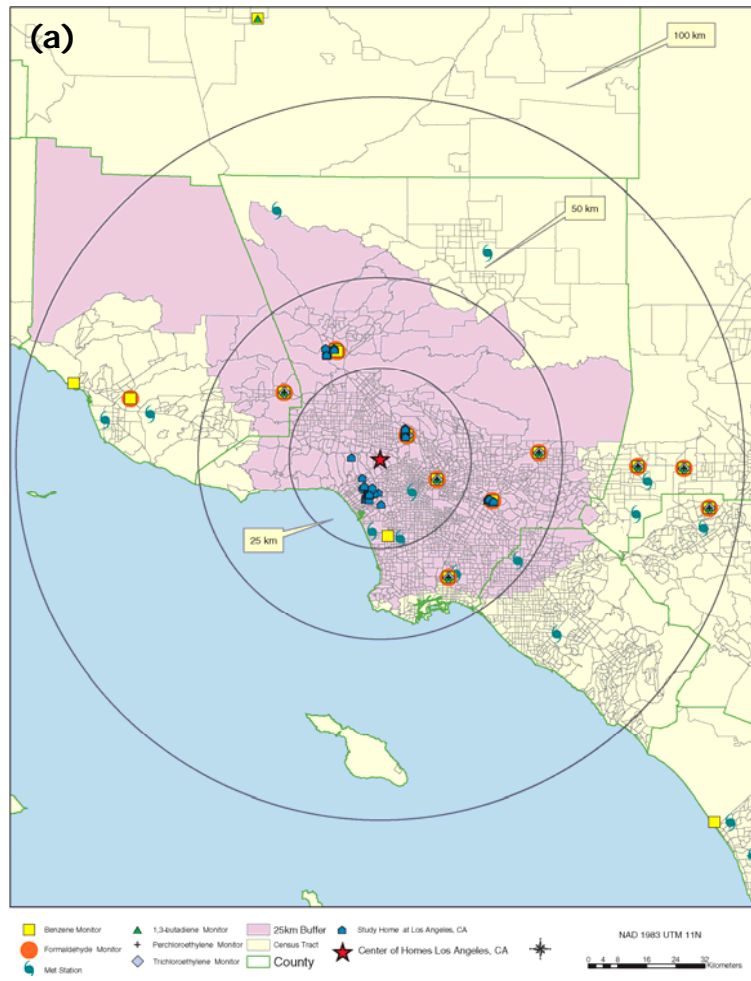 (a)
100 km
50 km
25 km
Benzene Monitor
Formaldehyde Monitor
Met Station
1,3-butadiene Monitor
Perchloroethylene Monitor
Trichloroethylene Monitor
25km Buffer
Census Tract
County
Study Home at Los Angeles, CA
Center of Homes Los Angeles, CA
NAD 1983 UTM 11N
0 4 8 16 24 32
Kilometers